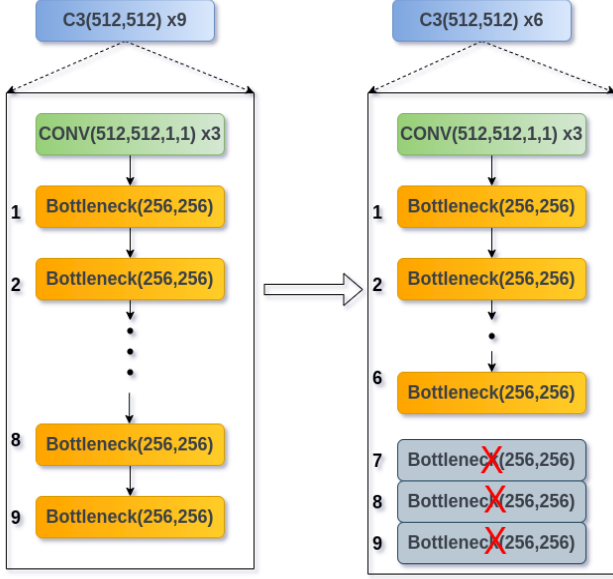 C3(512,512) x9
CONV(512,512,1,1) x3
1 Bottleneck(256,256)
2 Bottleneck(256,256)
8 Bottleneck(256,256)
9 Bottleneck(256,256)
C3(512,512) x6
CONV(512,512,1,1) x3
1 Bottleneck(256,256)
2 Bottleneck(256,256)
6 Bottleneck(256,256)
7 Bottleneck(256,256)
8 Bottleneck(256,256)
9 Bottleneck(256,256)